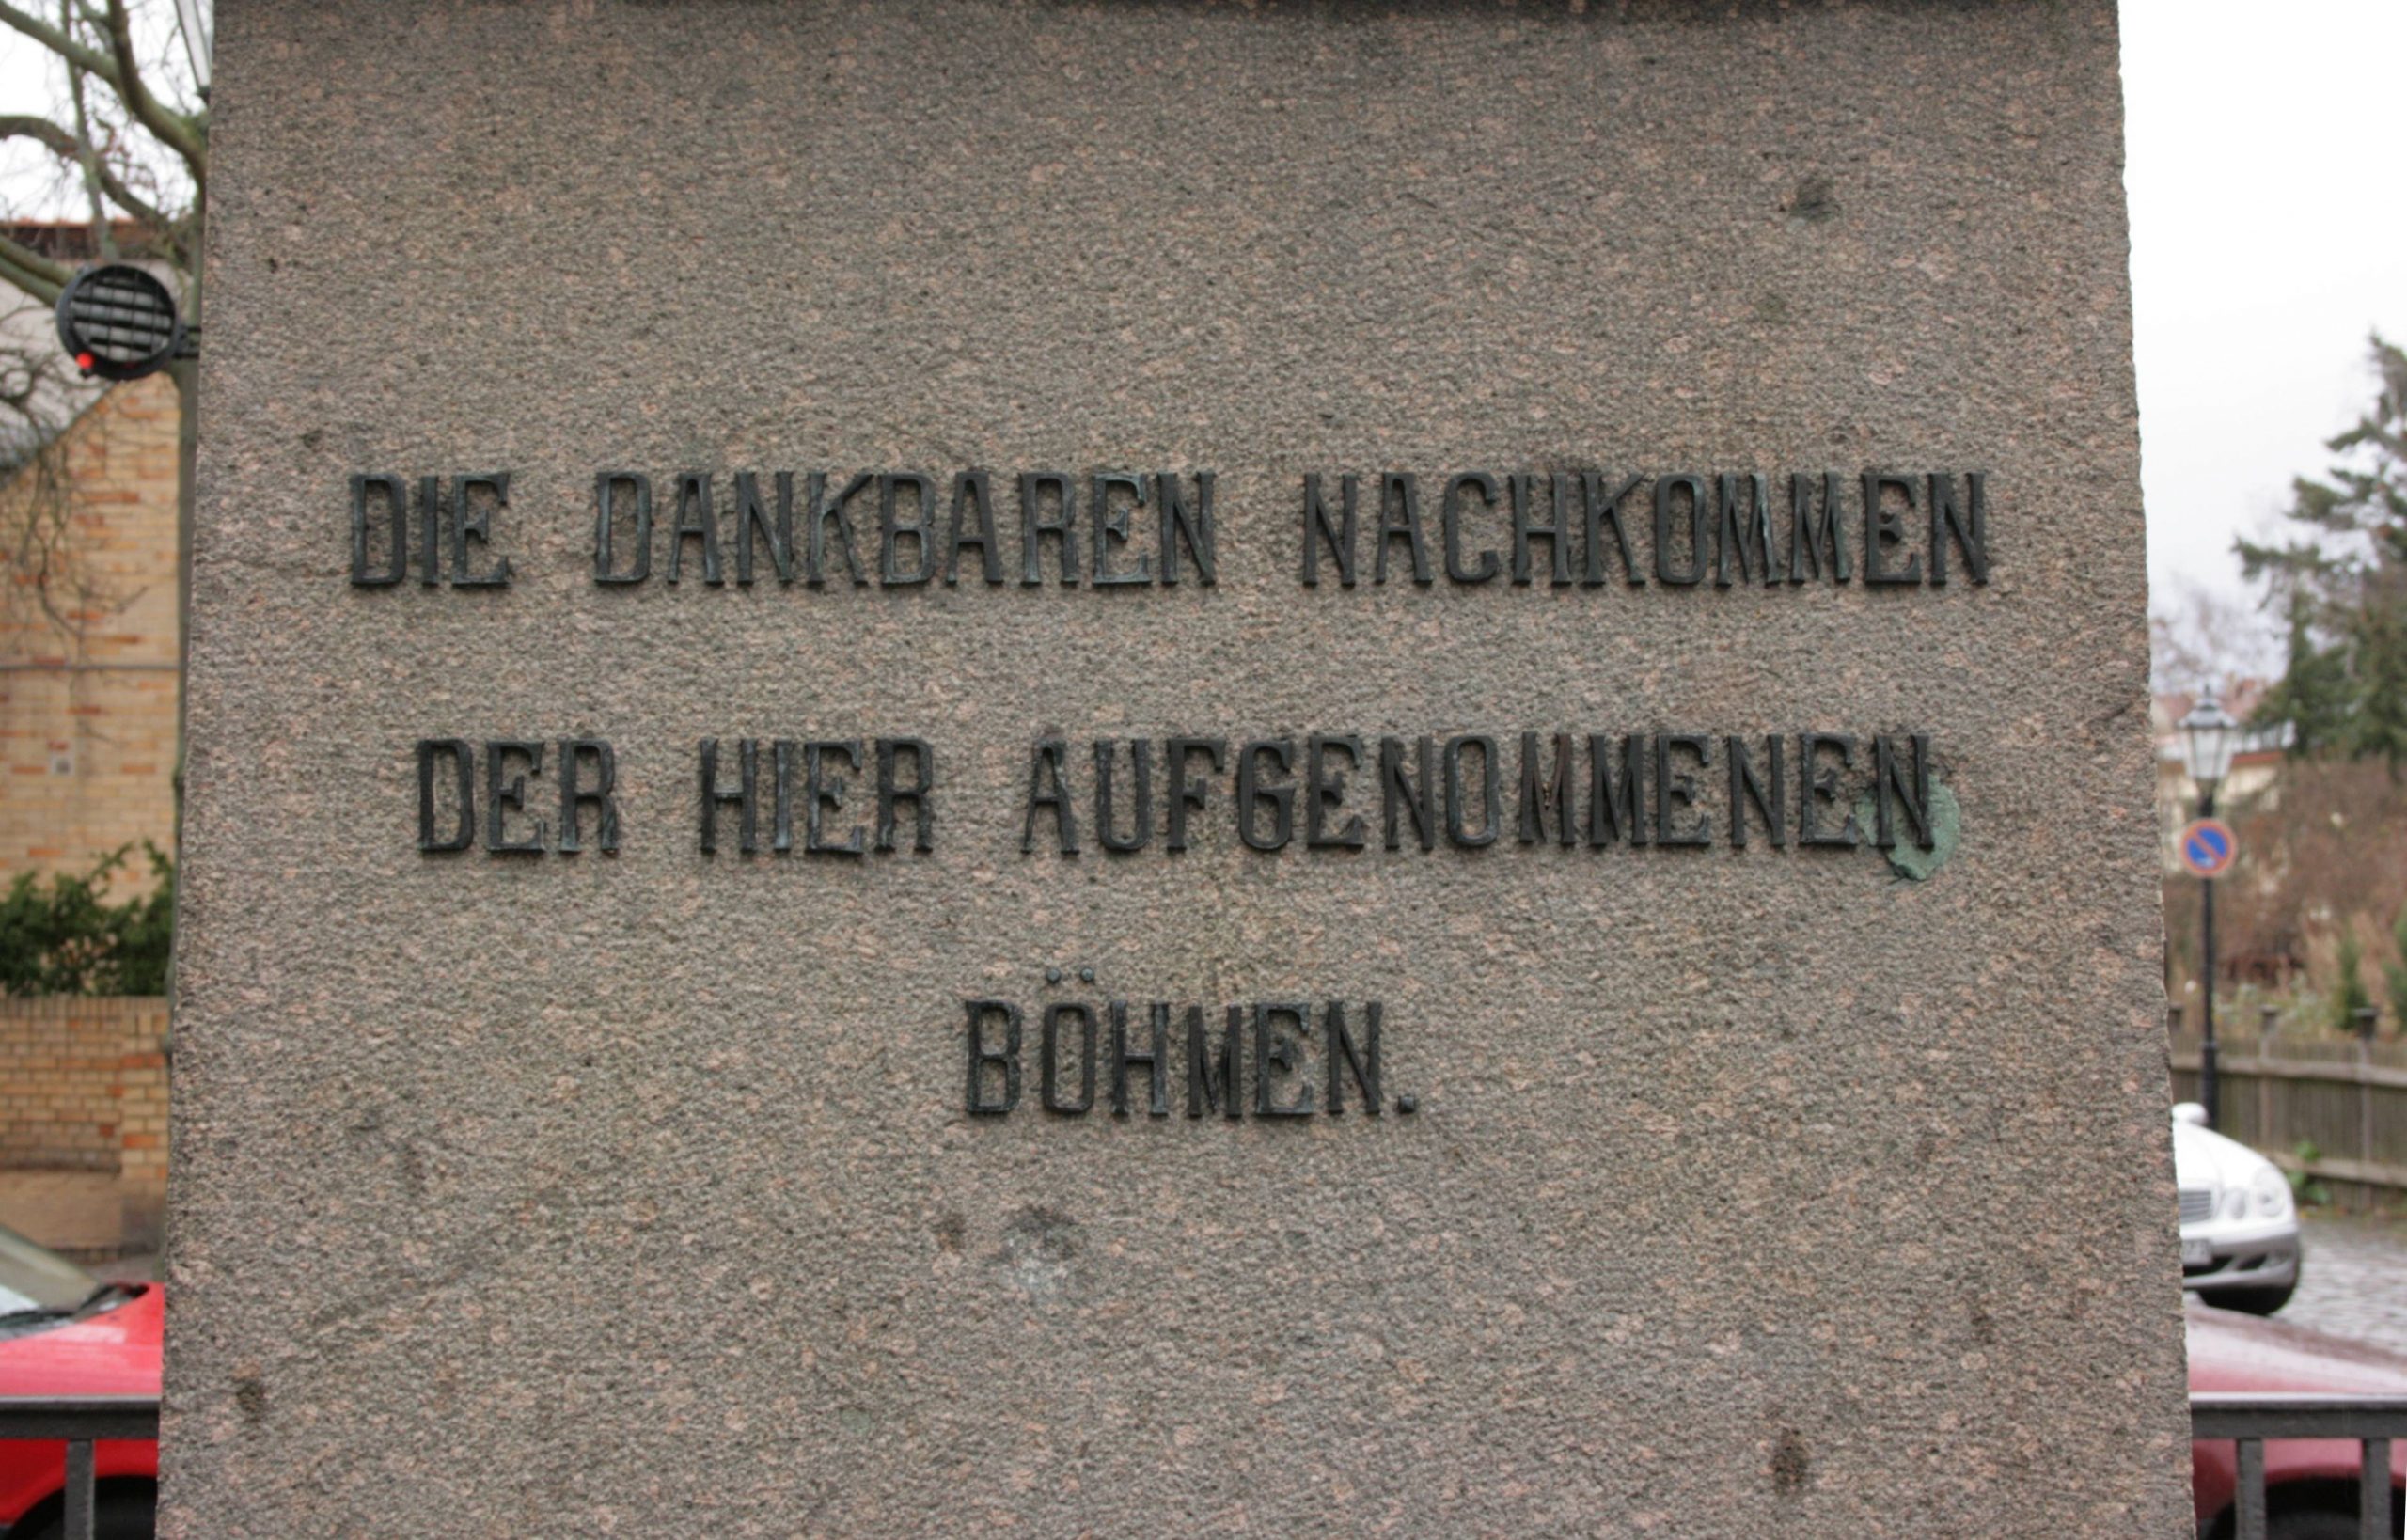 DIE DANKBAREN NACHKOMMEN
DER HIER AUFGENOMMENEN
BÖHMEN.